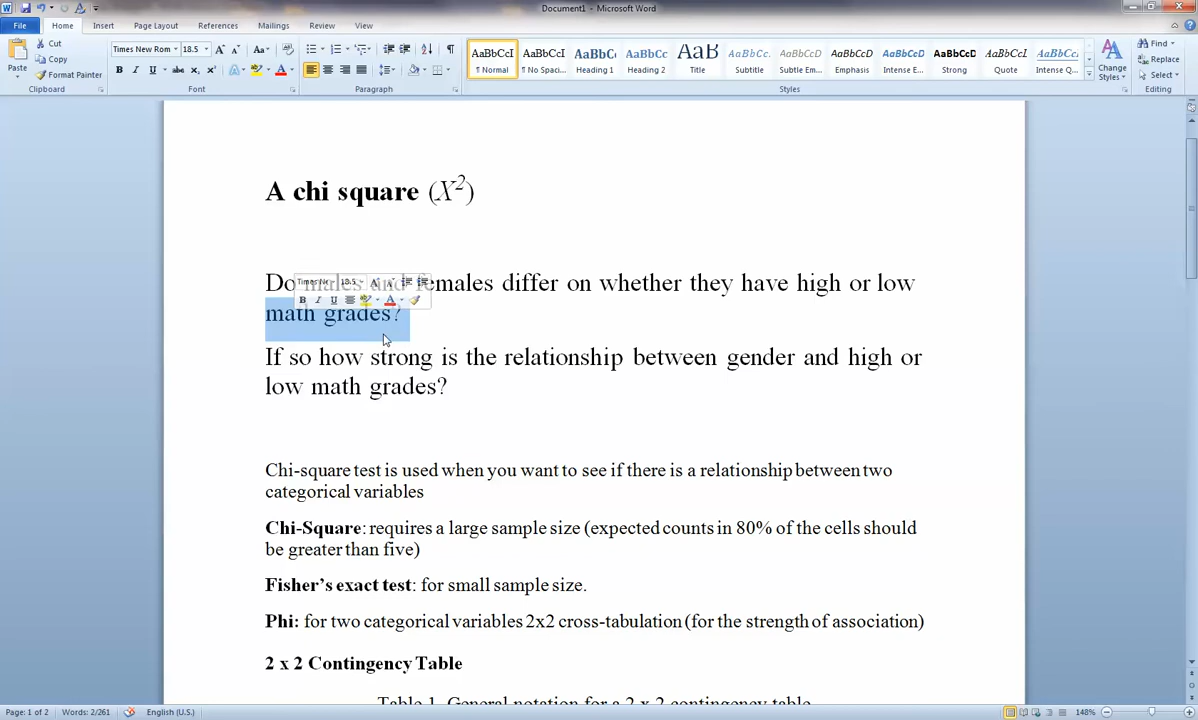 Document1 - Microsoft Word
File Home Insert Page Layout References Mailings Review View
Paste Cut Copy Format Painter
Times New Rom 18.5
Clipboard Font Paragraph Styles Editing
AaBbCcI AaBbCcI AaBbC AaBbCc AaB AaBbCc. AaBbCcI AaBbCcI AaBbCcI AaBbCcI AaBbCcI AaBbCcI
¶ Normal ¶ No Spaci... Heading 1 Heading 2 Title Subtitle Subtle Em... Emphasis Intense E... Strong Quote Intense Q...
Change Styles
Find Replace Select
A chi square (X²)
Do males and females differ on whether they have high or low
math grades?
If so how strong is the relationship between gender and high or
low math grades?
Chi-square test is used when you want to see if there is a relationship between two
categorical variables
Chi-Square: requires a large sample size (expected counts in 80% of the cells should
be greater than five)
Fisher’s exact test: for small sample size.
Phi: for two categorical variables 2x2 cross-tabulation (for the strength of association)
2 x 2 Contingency Table
Table 1. General notation for a 2 x 2 contingency table
Page: 1 of 2 Words: 2/261 English (U.S.) 148%